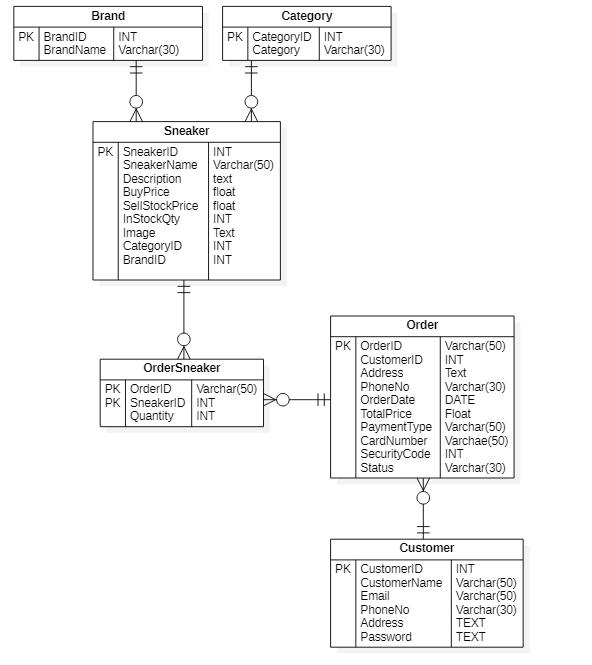 Brand
PK BrandID INT
BrandName Varchar(30)
Category
PK CategoryID INT
Category Varchar(30)
Sneaker
PK SneakerID INT
SneakerName Varchar(50)
Description text
BuyPrice float
SellStockPrice float
InStockQty INT
Image Text
CategoryID INT
BrandID INT
OrderSneaker
PK OrderID Varchar(50)
PK SneakerID INT
Quantity INT
Order
PK OrderID Varchar(50)
CustomerID INT
Address Text
PhoneNo Varchar(30)
OrderDate DATE
TotalPrice Float
PaymentType Varchar(50)
CardNumber Varchae(50)
SecurityCode INT
Status Varchar(30)
Customer
PK CustomerID INT
CustomerName Varchar(50)
Email Varchar(50)
PhoneNo Varchar(30)
Address TEXT
Password TEXT